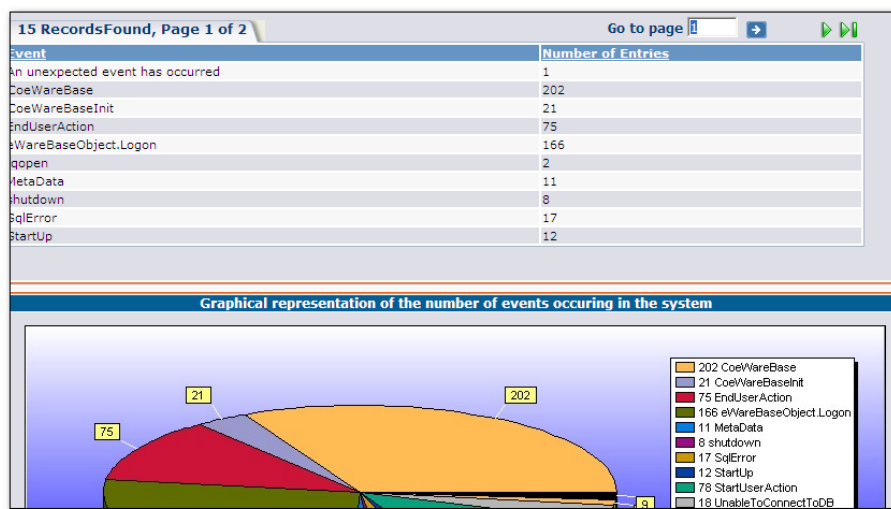 15 RecordsFound, Page 1 of 2
Go to page 1
Event Number of Entries
An unexpected event has occurred 1
CoeWareBase 202
CoeWareBaseInit 21
EndUserAction 75
eWareBaseObject.Logon 166
qopen 2
MetaData 11
shutdown 8
SqlError 17
StartUp 12
Graphical representation of the number of events occuring in the system
202
21
75
9
202 CoeWareBase
21 CoeWareBaseInit
75 EndUserAction
166 eWareBaseObject.Logon
11 MetaData
8 shutdown
17 SqlError
12 StartUp
78 StartUserAction
18 UnableToConnectToDB